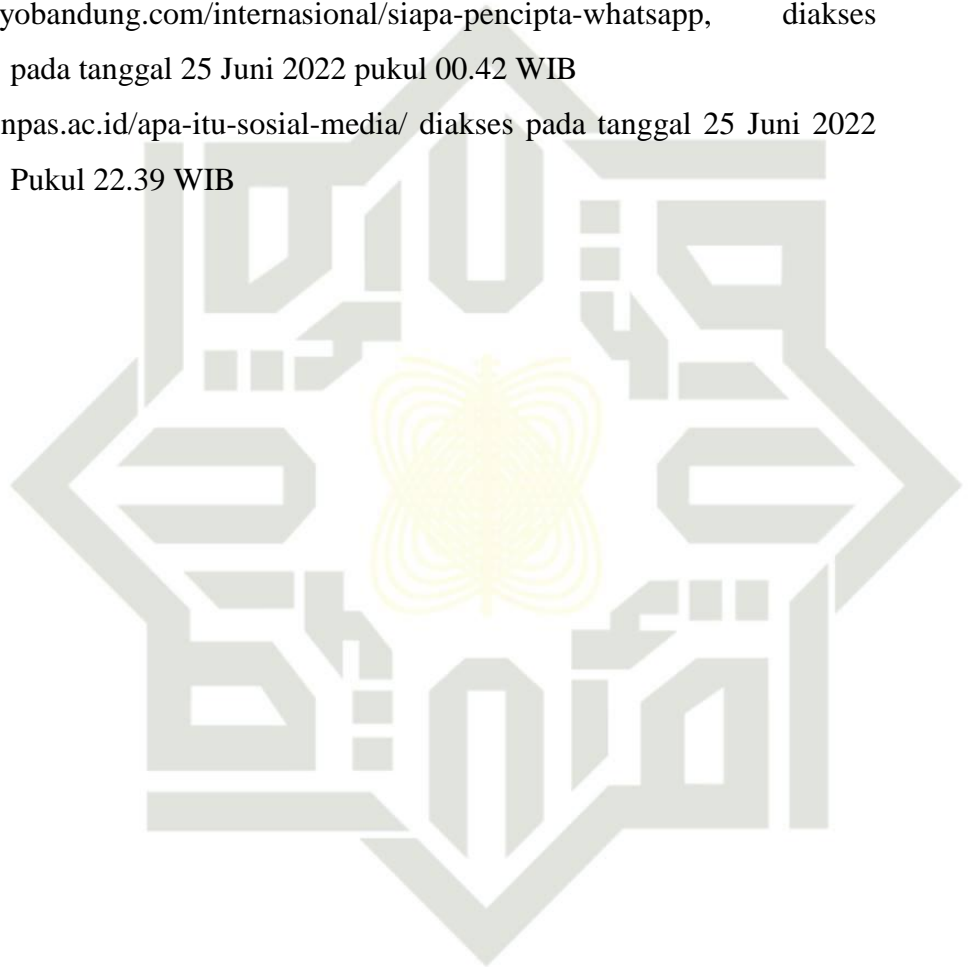 yobandung.com/internasional/siapa-pencipta-whatsapp, diakses
pada tanggal 25 Juni 2022 pukul 00.42 WIB
npas.ac.id/apa-itu-sosial-media/ diakses pada tanggal 25 Juni 2022
Pukul 22.39 WIB